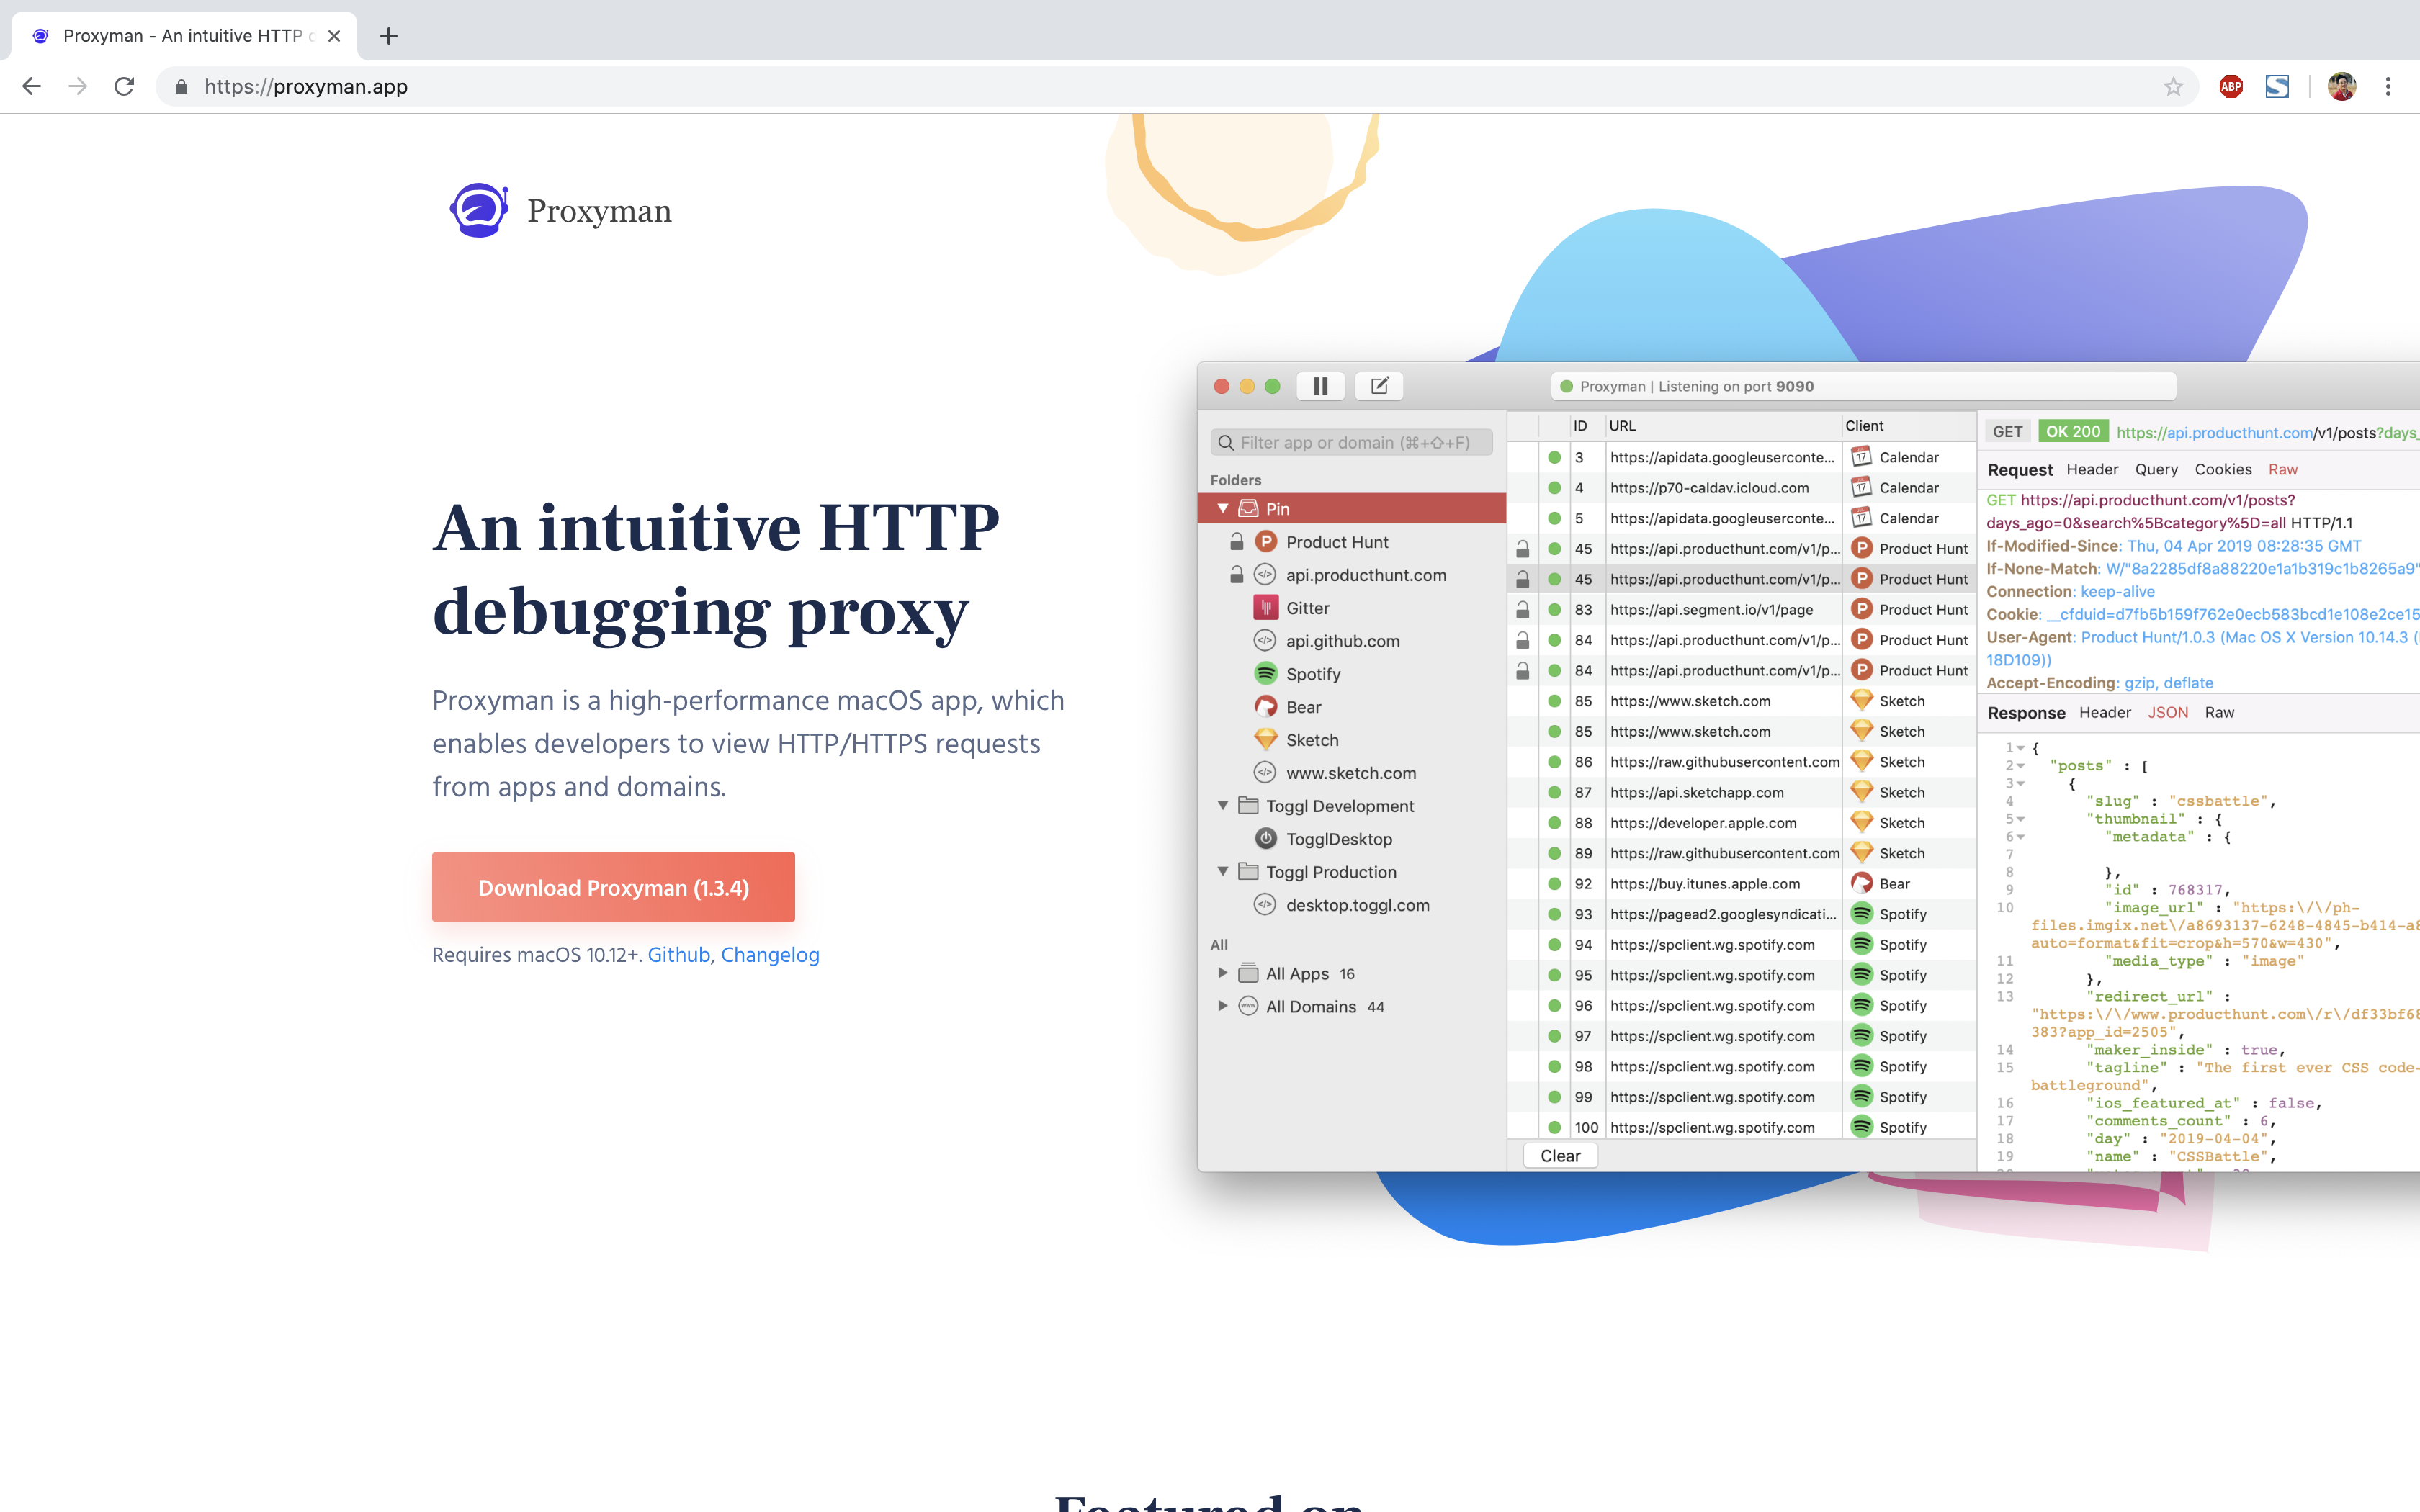 Proxyman - An intuitive HTTP
https://proxyman.app
ABP
Proxyman
An intuitive HTTP
debugging proxy
Proxyman is a high-performance macOS app, which
enables developers to view HTTP/HTTPS requests
from apps and domains.
Download Proxyman (1.3.4)
Requires macOS 10.12+. Github, Changelog
Proxyman | Listening on port 9090
Filter app or domain (⌘+⇧+F)
Folders
Pin
Product Hunt
api.producthunt.com
Gitter
api.github.com
Spotify
Bear
Sketch
www.sketch.com
Toggl Development
TogglDesktop
Toggl Production
desktop.toggl.com
All
All Apps 16
All Domains 44
ID URL Client
3 https://apidata.googleuserconte... Calendar
4 https://p70-caldav.icloud.com Calendar
5 https://apidata.googleuserconte... Calendar
45 https://api.producthunt.com/v1/p... Product Hunt
45 https://api.producthunt.com/v1/p... Product Hunt
83 https://api.segment.io/v1/page Product Hunt
84 https://api.producthunt.com/v1/p... Product Hunt
84 https://api.producthunt.com/v1/p... Product Hunt
85 https://www.sketch.com Sketch
85 https://www.sketch.com Sketch
86 https://raw.githubusercontent.com Sketch
87 https://api.sketchapp.com Sketch
88 https://developer.apple.com Sketch
89 https://raw.githubusercontent.com Sketch
92 https://buy.itunes.apple.com Bear
93 https://pagead2.googlesyndicati... Spotify
94 https://spclient.wg.spotify.com Spotify
95 https://spclient.wg.spotify.com Spotify
96 https://spclient.wg.spotify.com Spotify
97 https://spclient.wg.spotify.com Spotify
98 https://spclient.wg.spotify.com Spotify
99 https://spclient.wg.spotify.com Spotify
100 https://spclient.wg.spotify.com Spotify
Clear
GET OK 200 https://api.producthunt.com/v1/posts?days_
Request Header Query Cookies Raw
GET https://api.producthunt.com/v1/posts?
days_ago=0&search%5Bcategory%5D=all HTTP/1.1
If-Modified-Since: Thu, 04 Apr 2019 08:28:35 GMT
If-None-Match: W/"8a2285df8a88220e1a1b319c1b8265a9"
Connection: keep-alive
Cookie: __cfduid=d7fb5b159f762e0ecb583bcd1e108e2ce15
User-Agent: Product Hunt/1.0.3 (Mac OS X Version 10.14.3 (
18D109))
Accept-Encoding: gzip, deflate
Response Header JSON Raw
1 {
2 "posts" : [
3 {
4 "slug" : "cssbattle",
5 "thumbnail" : {
6 "metadata" : {
7
8 },
9 "id" : 768317,
10 "image_url" : "https:\/\/ph-
files.imgix.net\/a8693137-6248-4845-b414-a8
auto=format&fit=crop&h=570&w=430",
11 "media_type" : "image"
12 },
13 "redirect_url" :
"https:\/\/www.producthunt.com\/r\/df33bf68
383?app_id=2505",
14 "maker_inside" : true,
15 "tagline" : "The first ever CSS code-
battleground",
16 "ios_featured_at" : false,
17 "comments_count" : 6,
18 "day" : "2019-04-04",
19 "name" : "CSSBattle",
Featured on